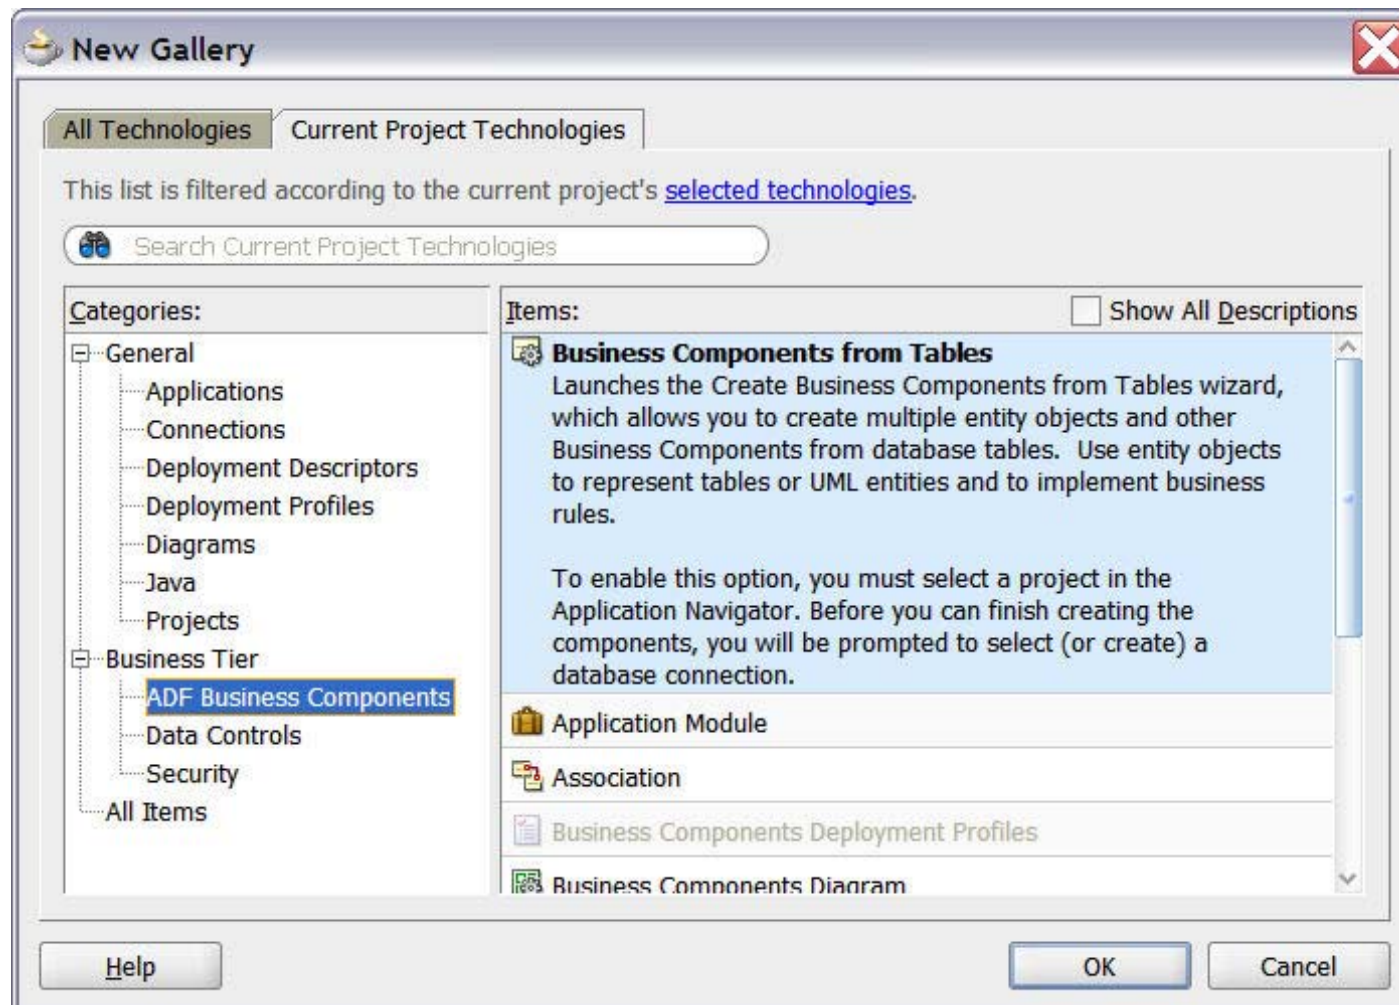 New Gallery
All Technologies
Current Project Technologies
This list is filtered according to the current project's selected technologies.
Search Current Project Technologies
Categories:
General
Applications
Connections
Deployment Descriptors
Deployment Profiles
Diagrams
Java
Projects
Business Tier
ADF Business Components
Data Controls
Security
All Items
Items:
Show All Descriptions
Business Components from Tables
Launches the Create Business Components from Tables wizard,
which allows you to create multiple entity objects and other
Business Components from database tables.  Use entity objects
to represent tables or UML entities and to implement business
rules.
To enable this option, you must select a project in the
Application Navigator. Before you can finish creating the
components, you will be prompted to select (or create) a
database connection.
Application Module
Association
Business Components Deployment Profiles
Business Components Diagram
Help
OK
Cancel